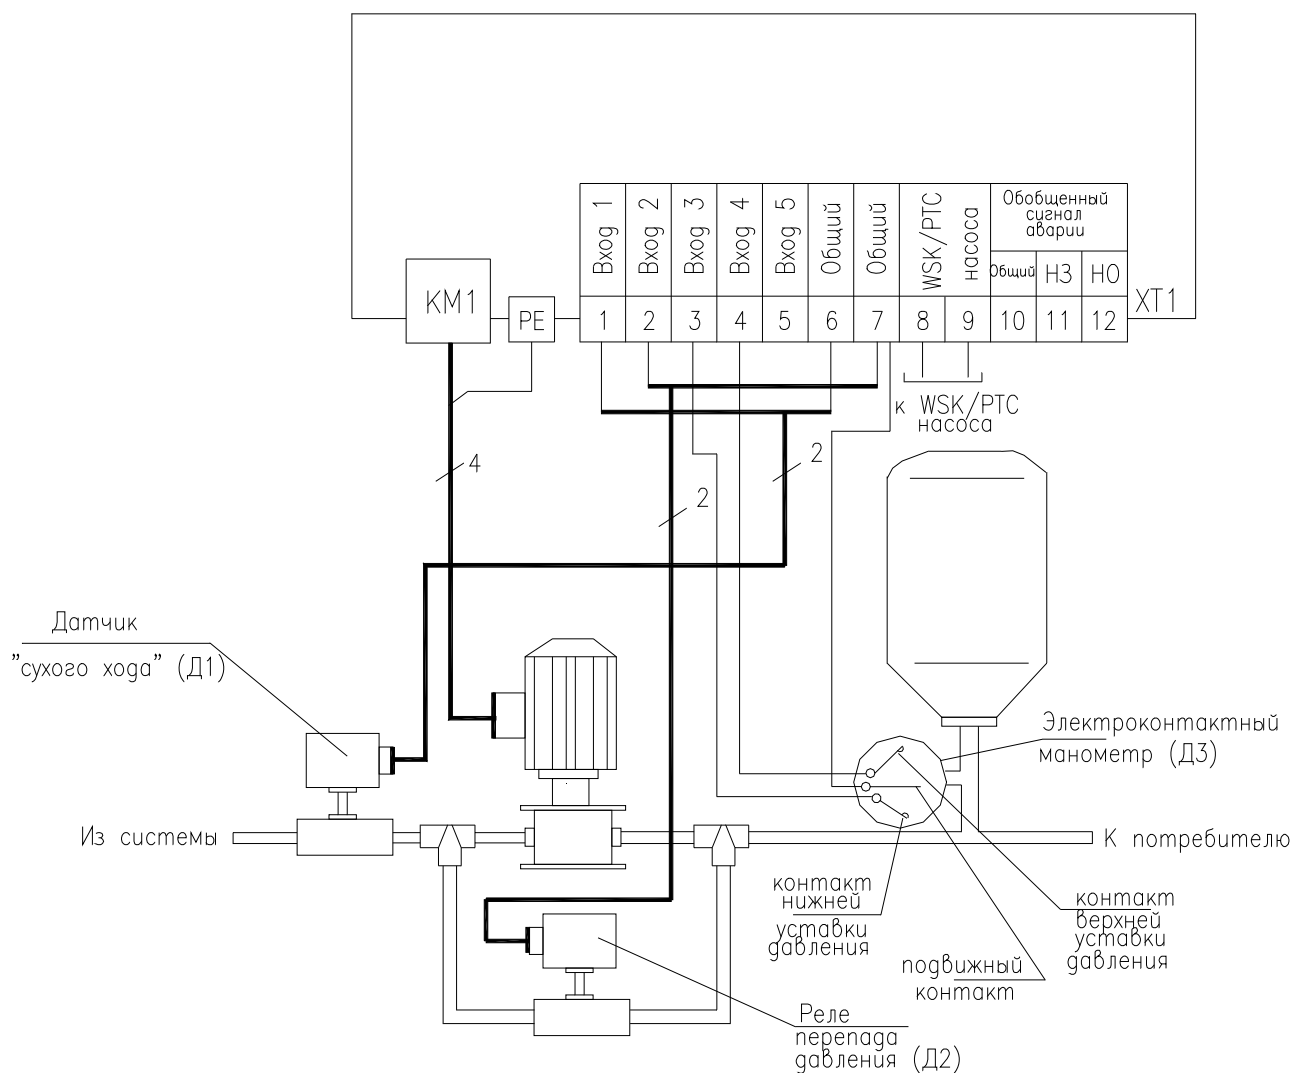 Вход 1
Вход 2
Вход 3
Вход 4
Вход 5
Общий
Общий
WSK/PTC
насоса
Обобщенный
сигнал
аварии
Общий
НЗ
НО
КМ1
РЕ
1
2
3
4
5
6
7
8
9
10
11
12
ХТ1
к WSK/PTC
насоса
4
2
2
Датчик
"сухого хода" (Д1)
Электроконтактный
манометр (Д3)
Из системы
К потребителю
контакт
нижней
уставки
давления
контакт
верхней
уставки
давления
подвижный
контакт
Реле
перепада
давления (Д2)